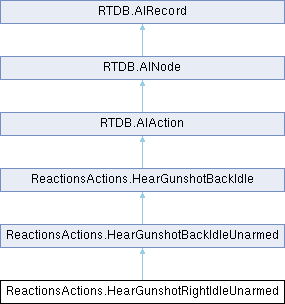 RTDB.AIRecord
RTDB.AINode
RTDB.AIAction
ReactionsActions.HearGunshotBackIdle
ReactionsActions.HearGunshotBackIdleUnarmed
ReactionsActions.HearGunshotRightIdleUnarmed